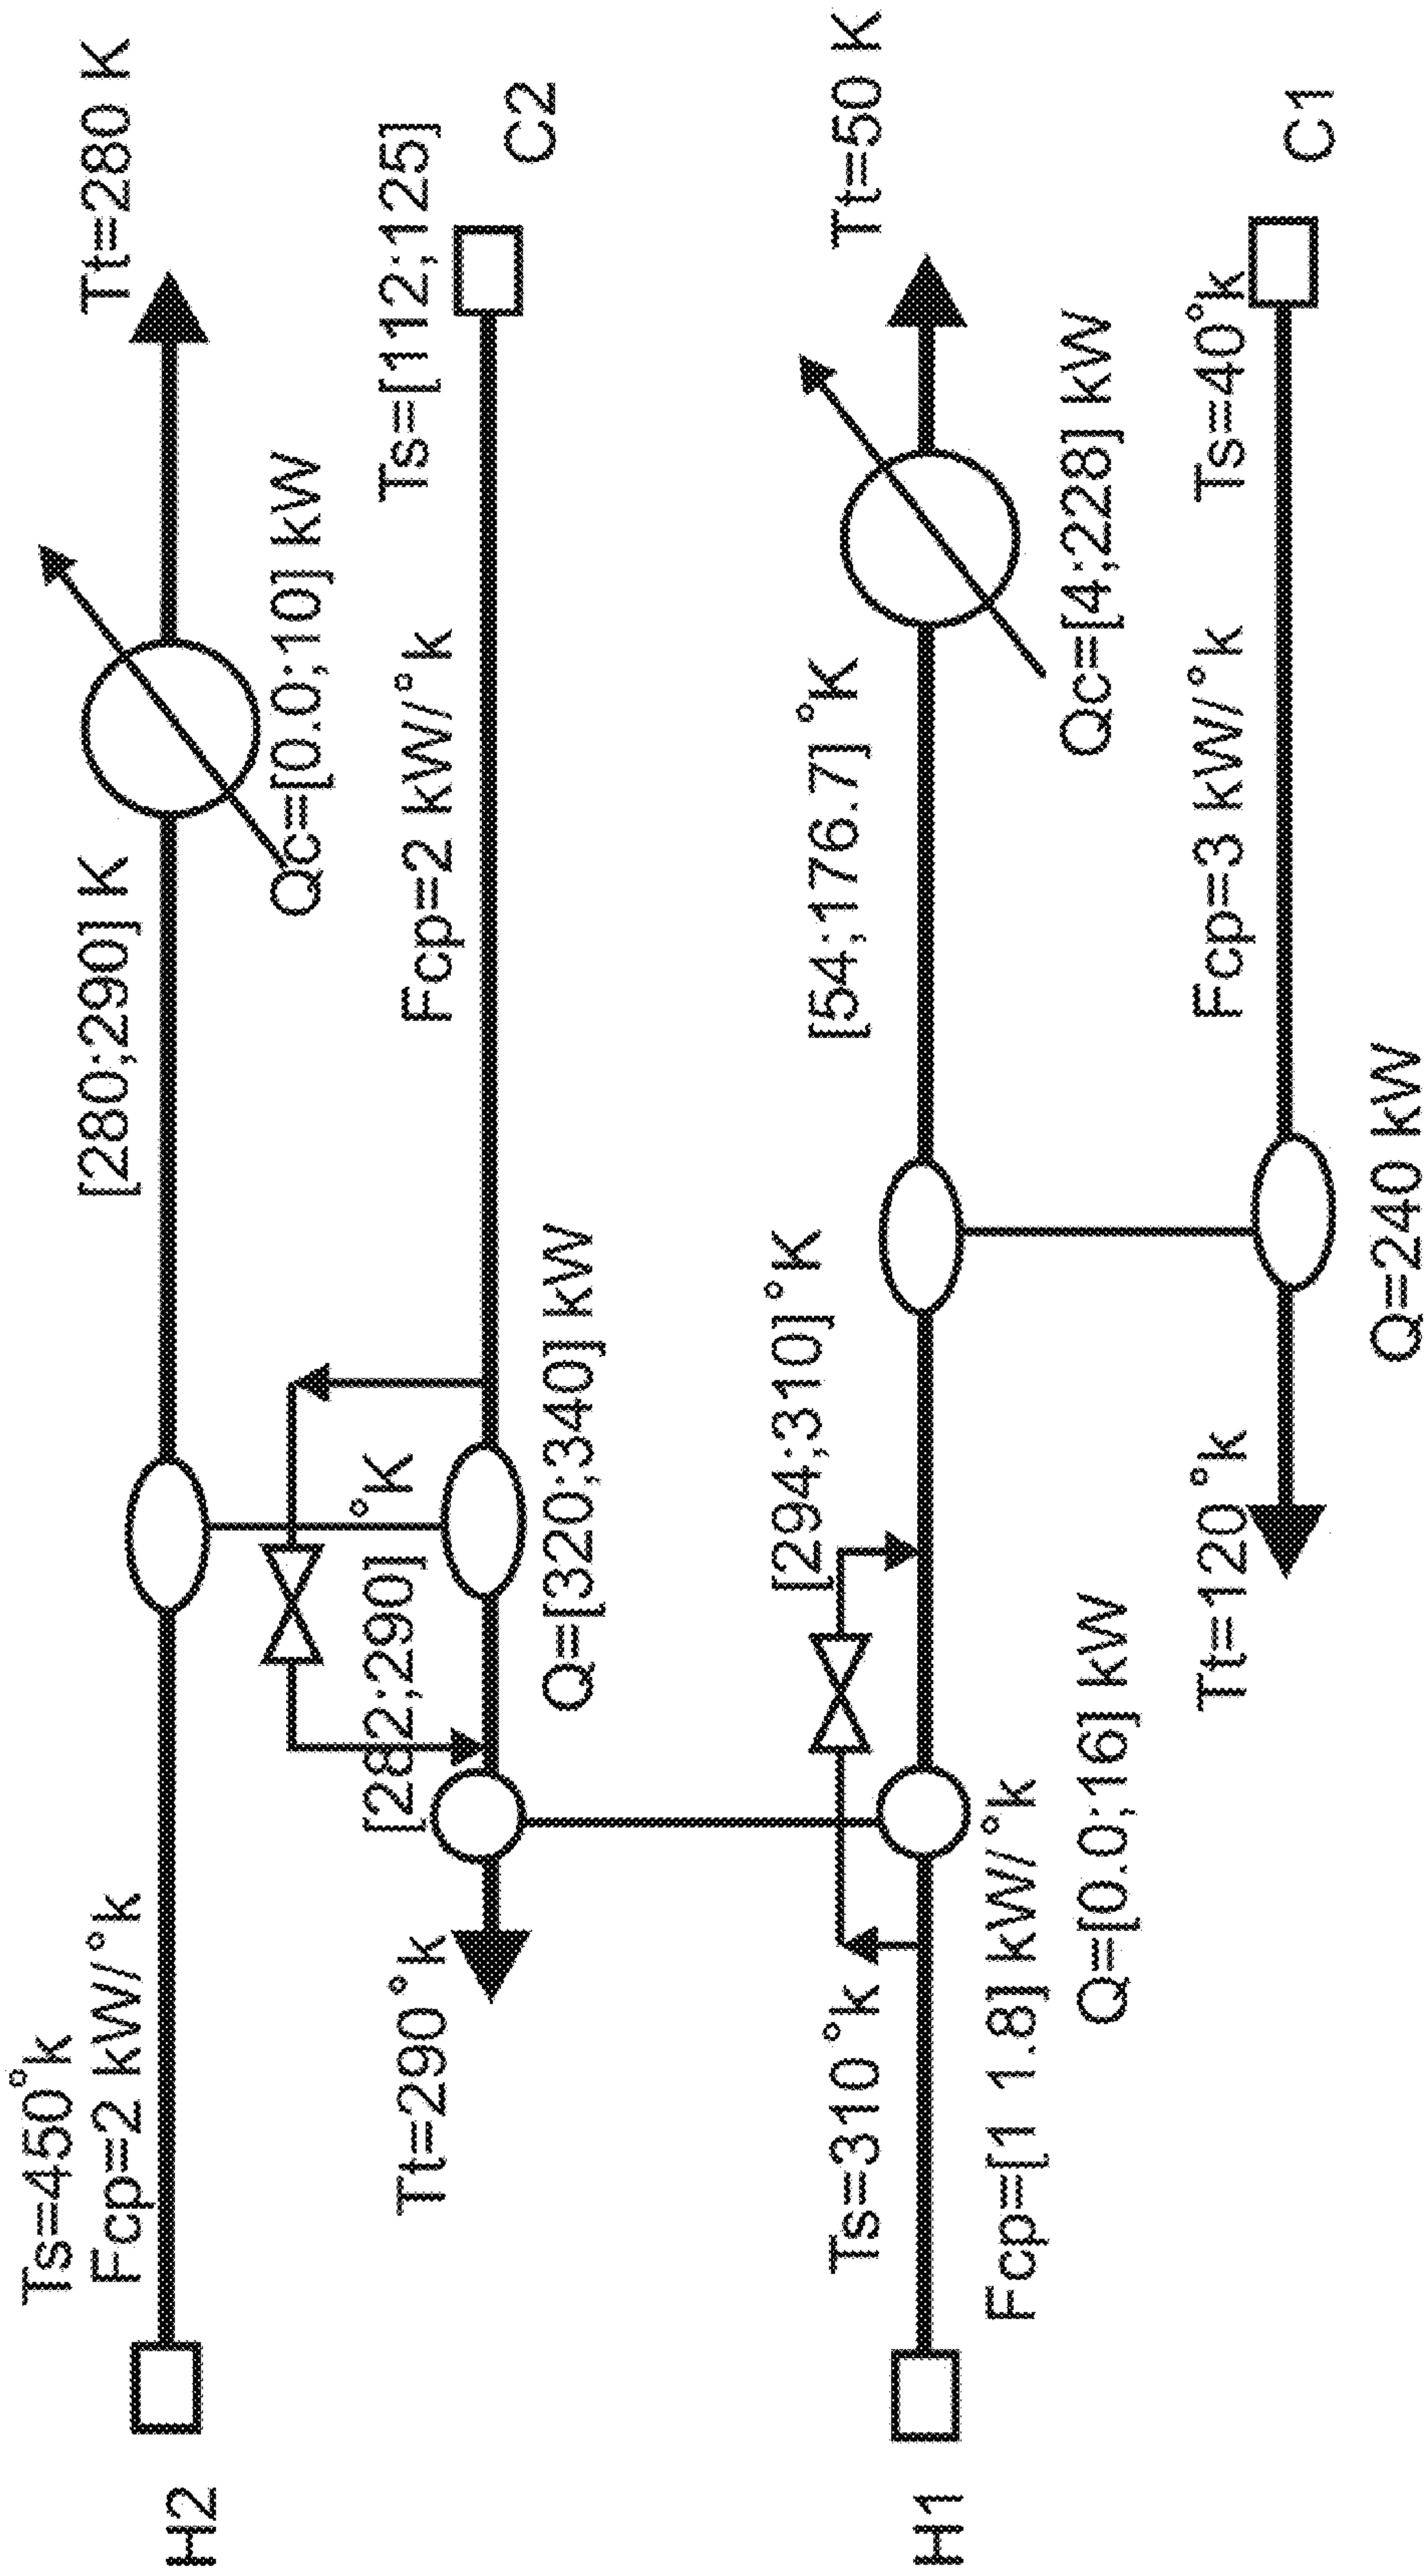 H2
Ts=450°k
Fcp=2 kW/°k
[280;290] K
Qc=[0.0;10] kW
Tt=280 K
Tt=290°k
[282;290] °K
Q=[320;340] kW
Fcp=2 kW/°k
Ts=[112;125]
C2
H1
Ts=310°k
Fcp=[1 1.8] kW/°k
Q=[0.0;16] kW
[294;310]°K
[54;176.7]°K
Qc=[4;228] kW
Tt=50 K
Tt=120°k
Q=240 kW
Fcp=3 kW/°k
Ts=40°k
C1